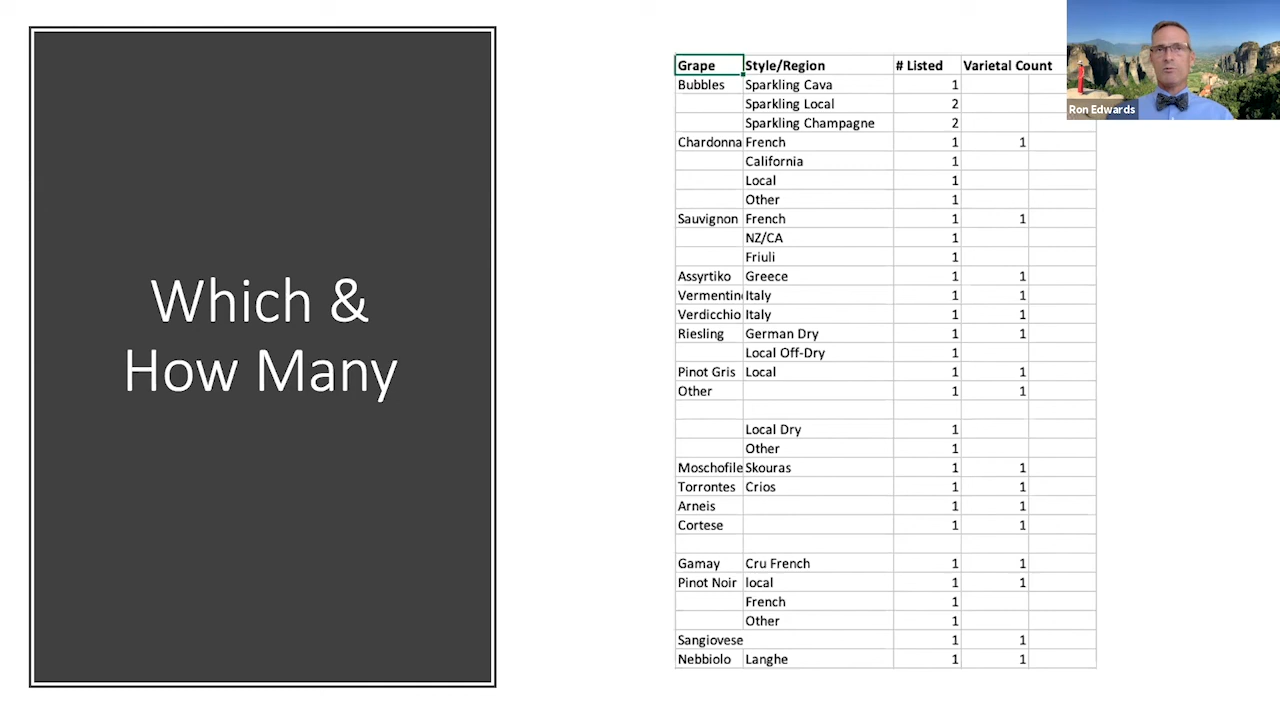 Which &
How Many
Grape Style/Region # Listed Varietal Count
Bubbles Sparkling Cava 1
Sparkling Local 2
Sparkling Champagne 2
Chardonna French 1 1
California 1
Local 1
Other 1
Sauvignon French 1 1
NZ/CA 1
Friuli 1
Assyrtiko Greece 1 1
Vermentin Italy 1 1
Verdicchio Italy 1 1
Riesling German Dry 1 1
Local Off-Dry 1
Pinot Gris Local 1 1
Other 1 1
Local Dry 1
Other 1
Moschofile Skouras 1 1
Torrontes Crios 1 1
Arneis 1 1
Cortese 1 1
Gamay Cru French 1 1
Pinot Noir local 1 1
French 1
Other 1
Sangiovese 1 1
Nebbiolo Langhe 1 1
Ron Edwards